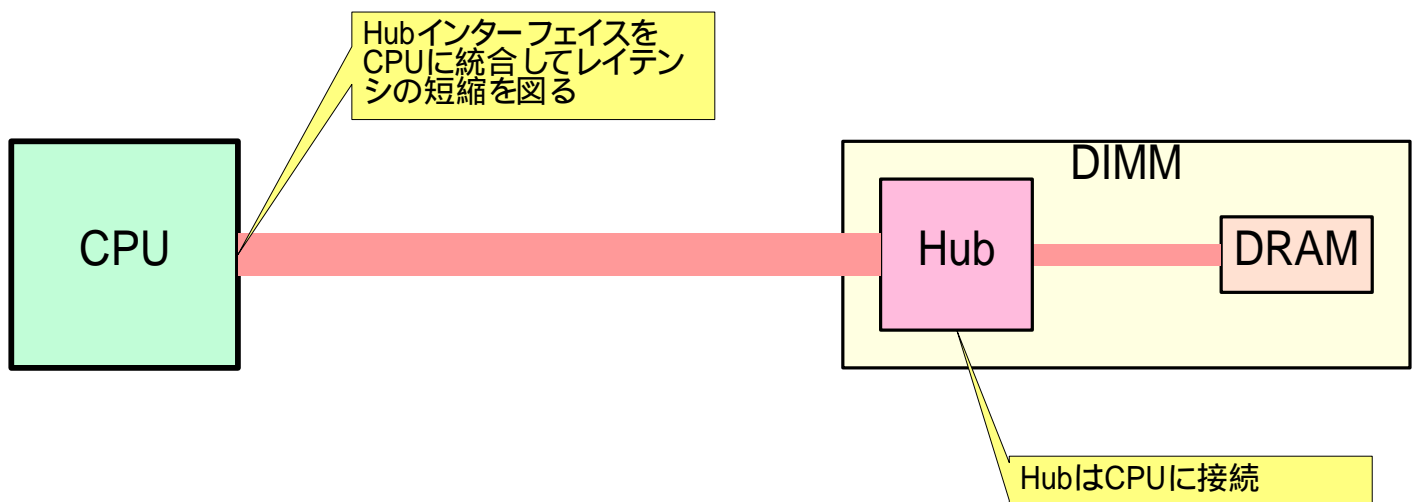 Hubインターフェイスを
CPUに統合してレイテン
シの短縮を図る
DIMM
CPU
Hub
DRAM
HubはCPUに接続